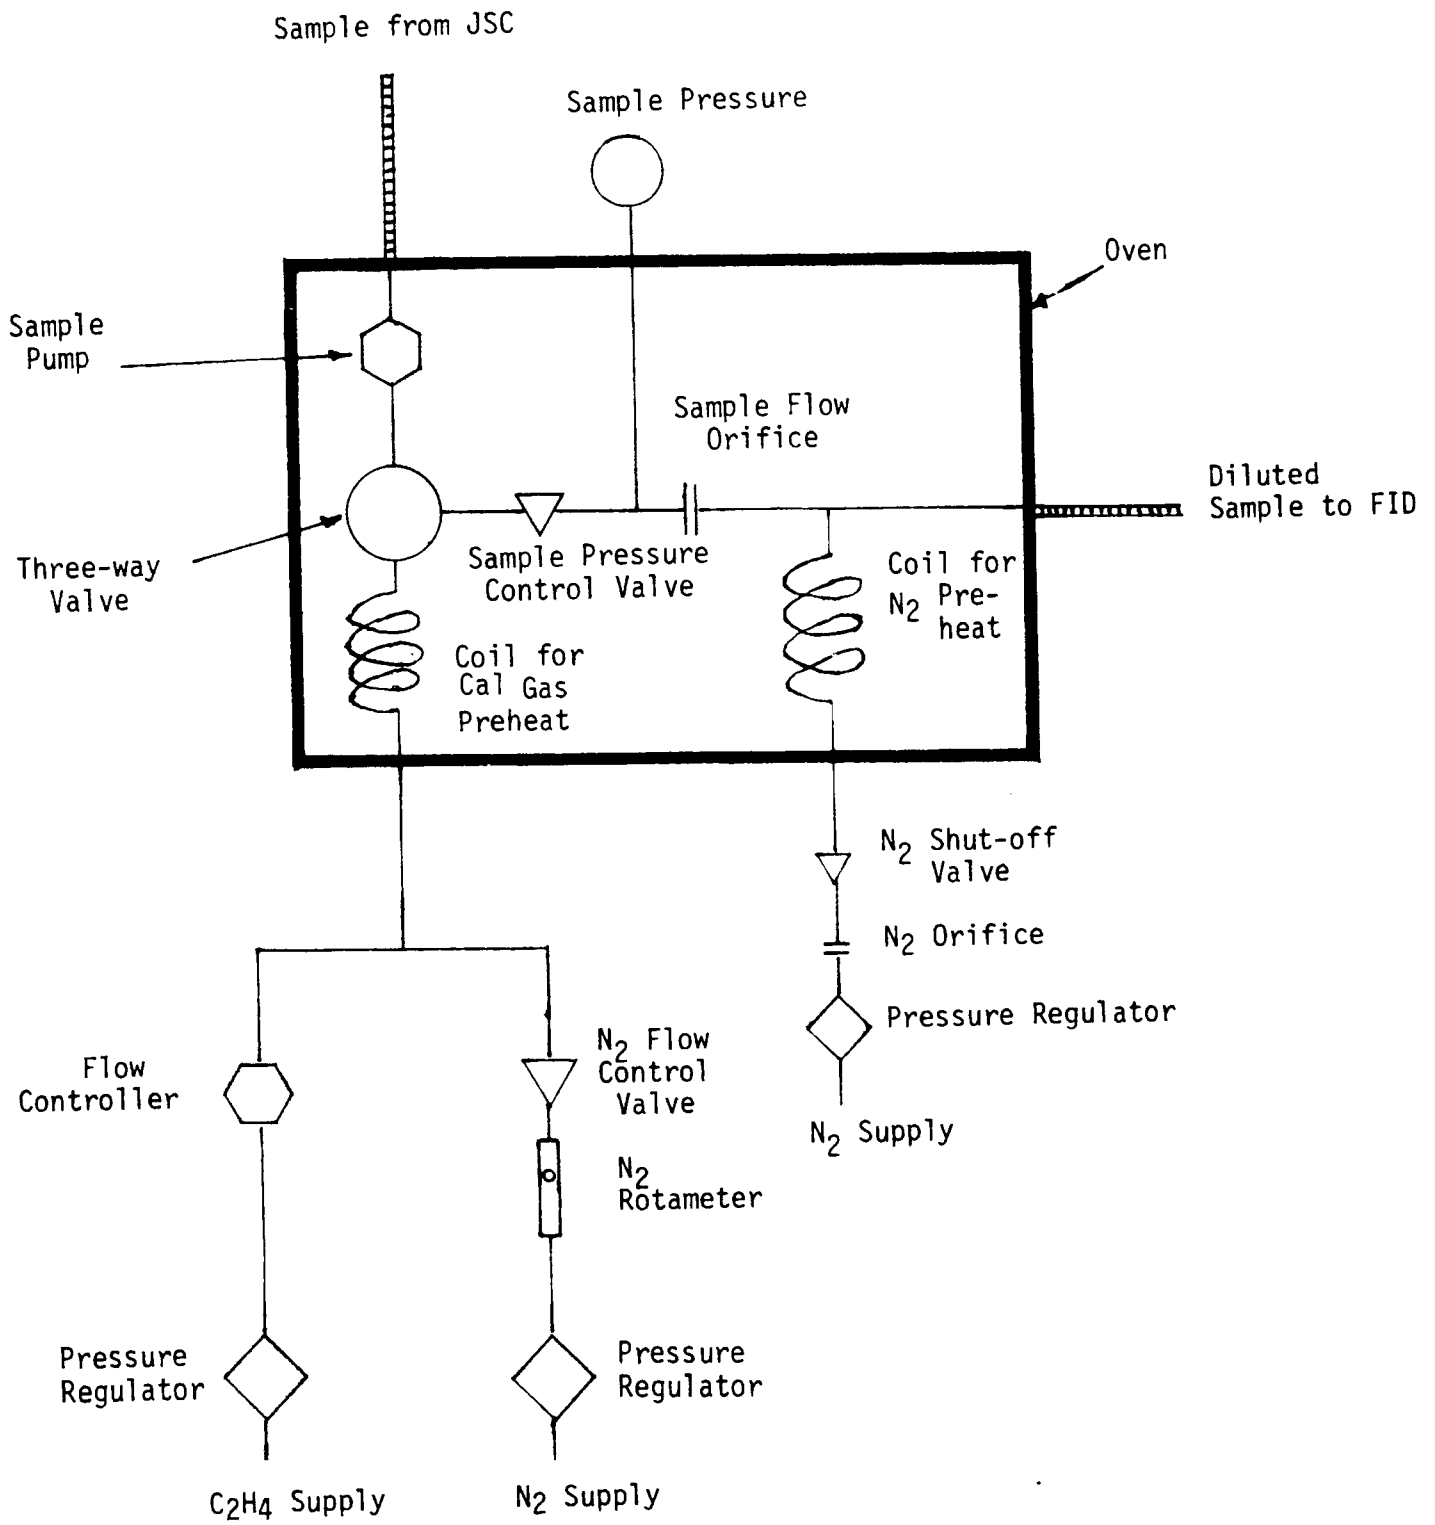 Sample from JSC
Sample Pressure
Oven
Sample
Pump
Sample Flow
Orifice
Diluted
Sample to FID
Three-way
Valve
Sample Pressure
Control Valve
Coil for
N2 Pre-
heat
Coil for
Cal Gas
Preheat
N2 Shut-off
Valve
N2 Orifice
Pressure Regulator
N2 Supply
Flow
Controller
N2 Flow
Control
Valve
N2
Rotameter
Pressure
Regulator
Pressure
Regulator
C2H4 Supply
N2 Supply